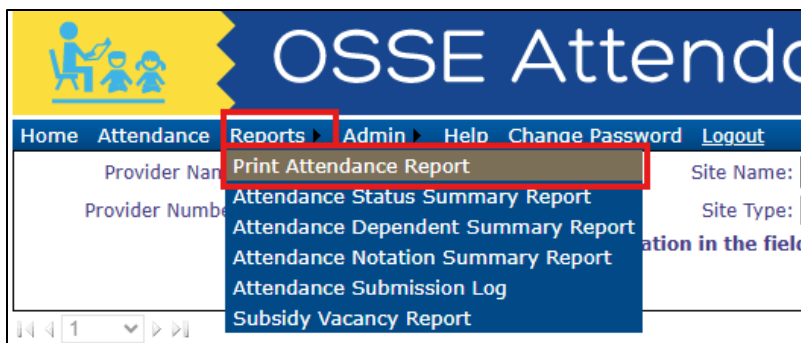 OSSE Attend
Home Attendance Reports Admin Help Change Password Logout
Provider Nam Print Attendance Report Site Name:
Attendance Status Summary Report
Provider Numbe Site Type:
Attendance Dependent Summary Report
ation in the field
Attendance Notation Summary Report
Attendance Submission Log
Subsidy Vacancy Report
1